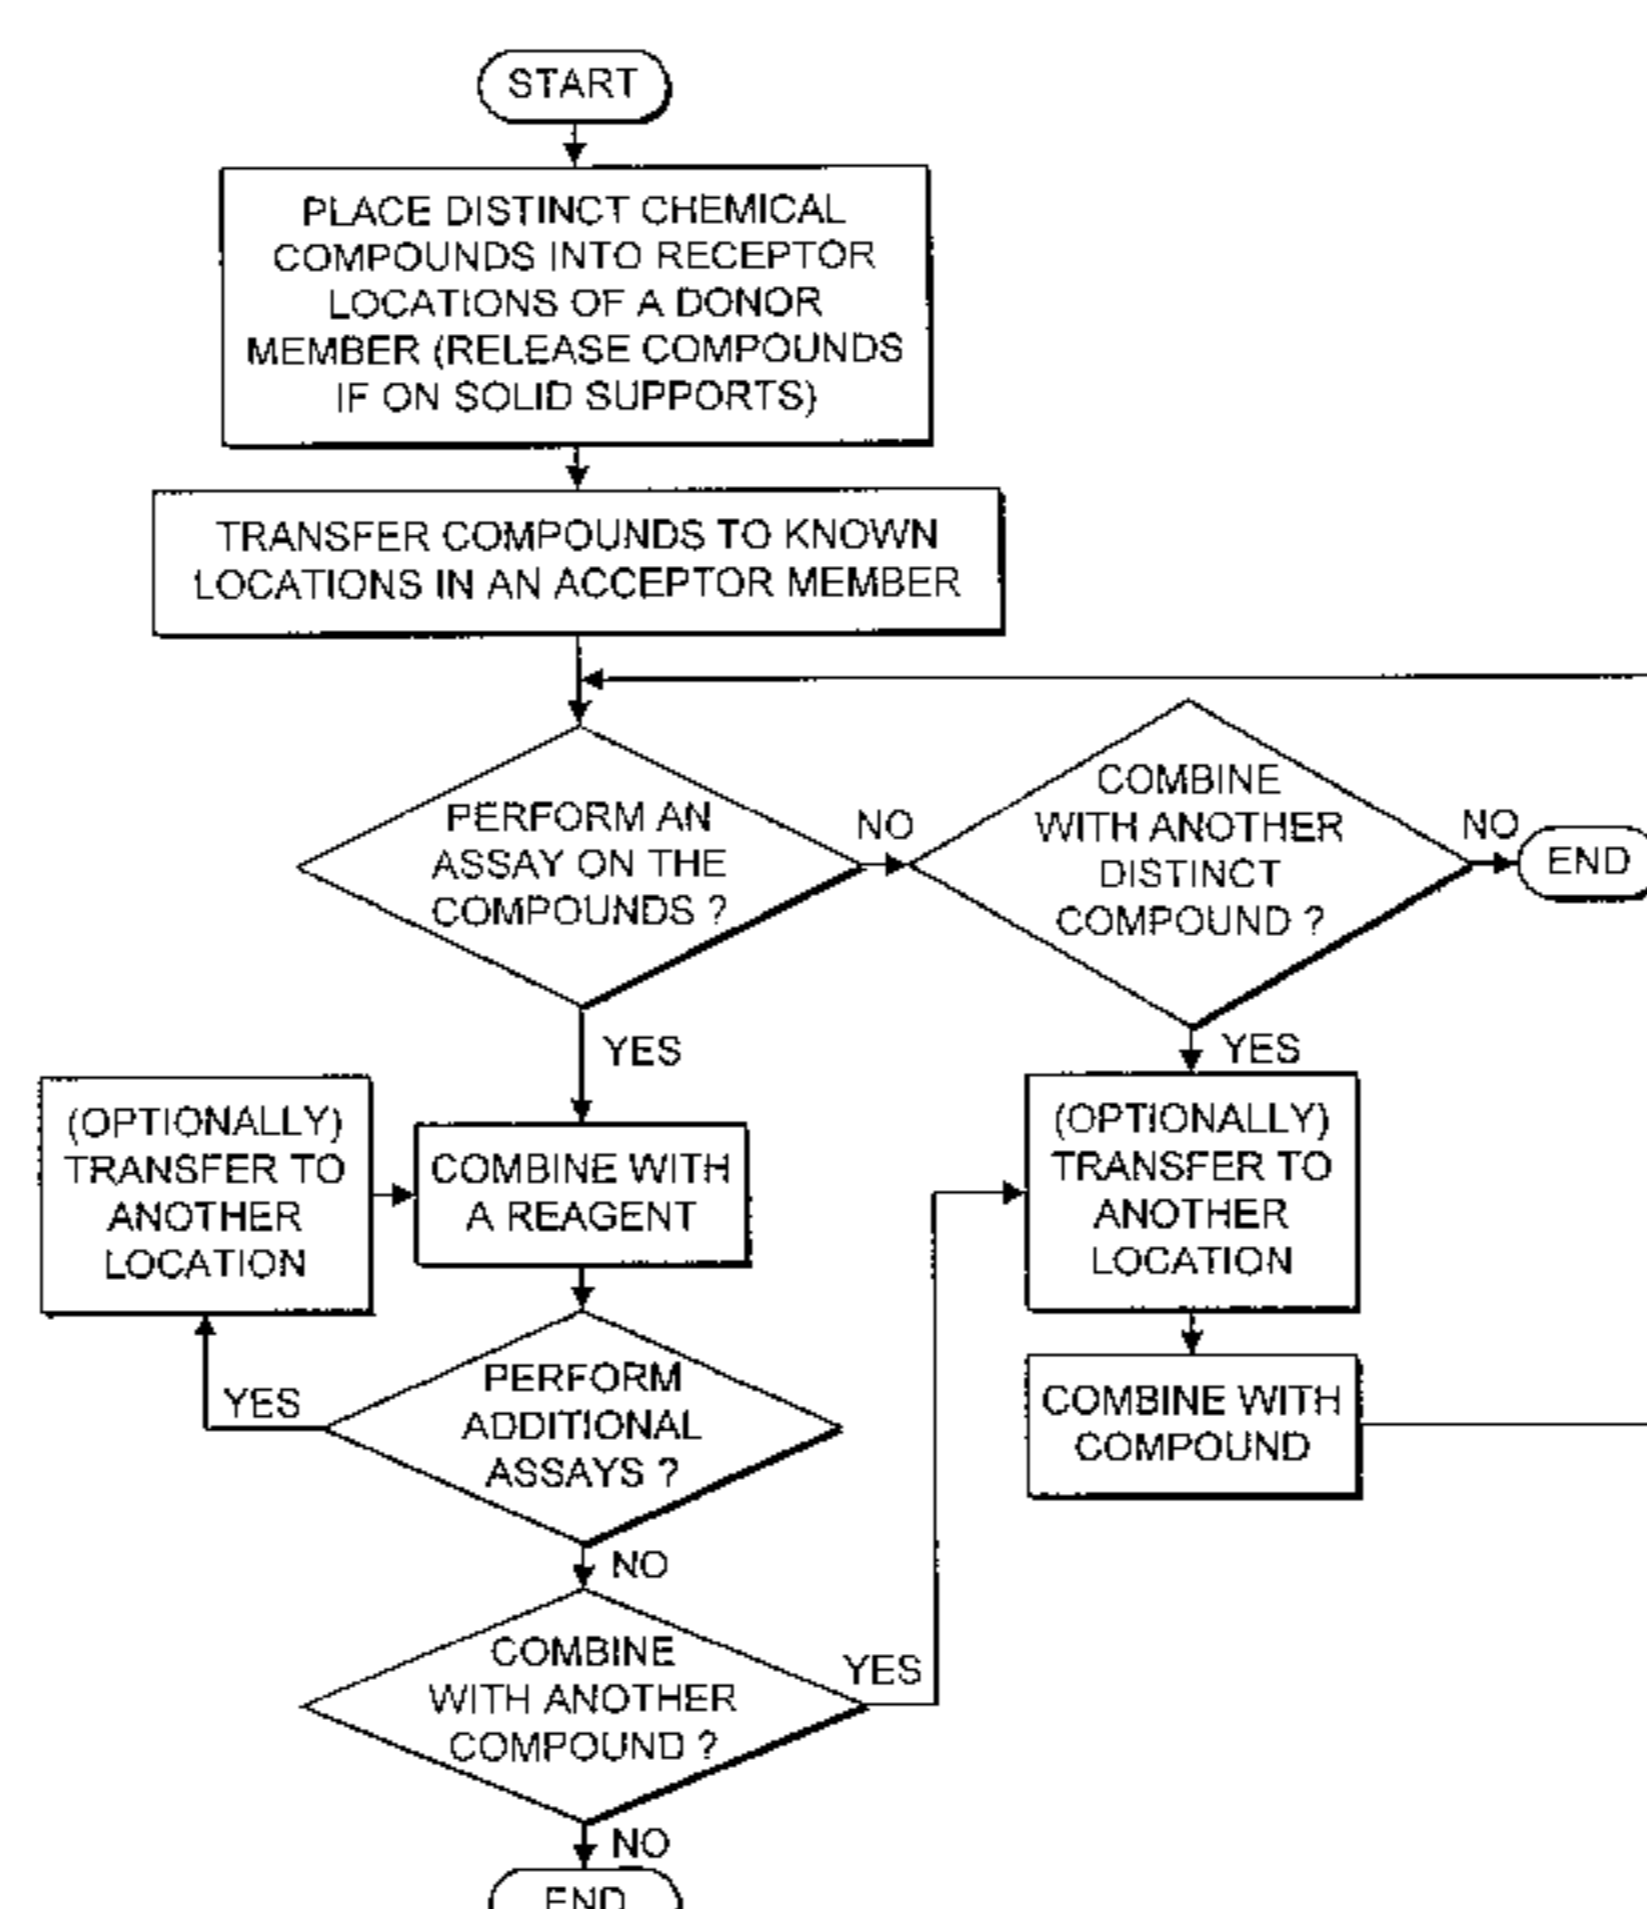 START
PLACE DISTINCT CHEMICAL
COMPOUNDS INTO RECEPTOR
LOCATIONS OF A DONOR
MEMBER (RELEASE COMPOUNDS
IF ON SOLID SUPPORTS)
TRANSFER COMPOUNDS TO KNOWN
LOCATIONS IN AN ACCEPTOR MEMBER
PERFORM AN
ASSAY ON THE
COMPOUNDS ?
NO
COMBINE
WITH ANOTHER
DISTINCT
COMPOUND ?
NO
END
YES
YES
(OPTIONALLY)
TRANSFER TO
ANOTHER
LOCATION
COMBINE WITH
A REAGENT
(OPTIONALLY)
TRANSFER TO
ANOTHER
LOCATION
YES
PERFORM
ADDITIONAL
ASSAYS ?
COMBINE WITH
COMPOUND
NO
COMBINE
WITH ANOTHER
COMPOUND ?
YES
NO
END